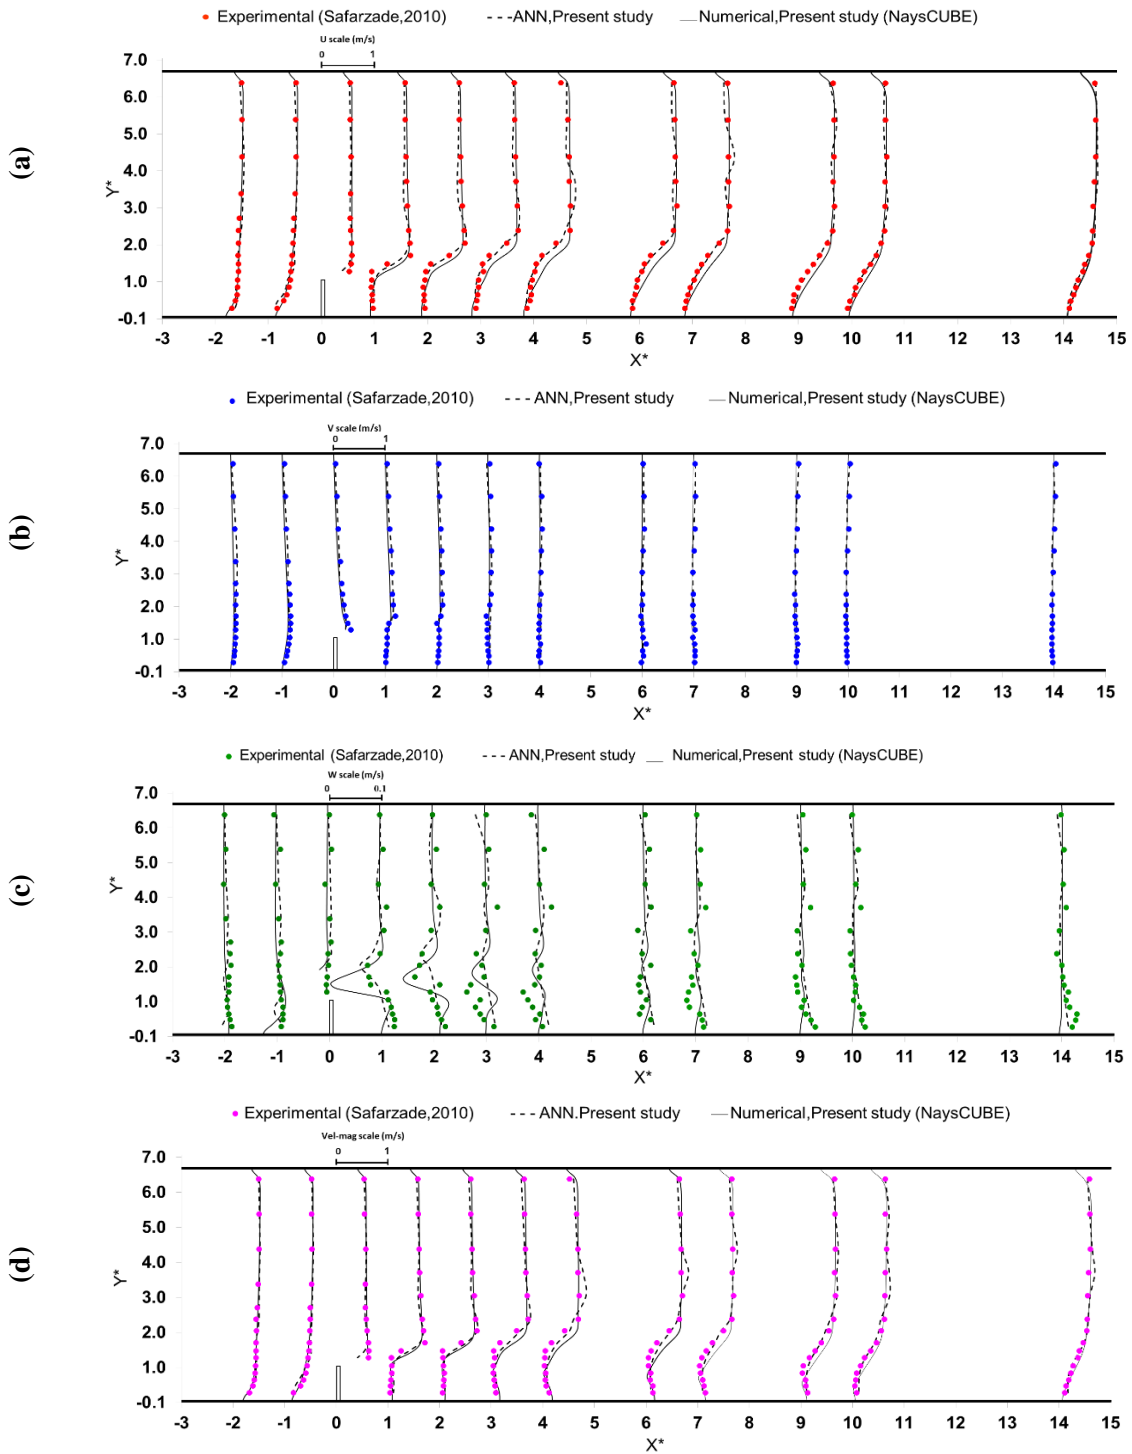 Experimental (Safarzade,2010) ANN,Present study Numerical,Present study (NaysCUBE)
U scale (m/s)
0 1
7.0
6.0
5.0
4.0
3.0
2.0
1.0
-0.1
Y*
(a)
-3 -2 -1 0 1 2 3 4 5 6 7 8 9 10 11 12 13 14 15
X*
Experimental (Safarzade,2010) ANN,Present study Numerical,Present study (NaysCUBE)
V scale (m/s)
0 1
7.0
6.0
5.0
4.0
3.0
2.0
1.0
-0.1
Y*
(b)
-3 -2 -1 0 1 2 3 4 5 6 7 8 9 10 11 12 13 14 15
X*
Experimental (Safarzade,2010) ANN,Present study Numerical,Present study (NaysCUBE)
W scale (m/s)
0 0.1
7.0
6.0
5.0
4.0
3.0
2.0
1.0
-0.1
Y*
(c)
-3 -2 -1 0 1 2 3 4 5 6 7 8 9 10 11 12 13 14 15
X*
Experimental (Safarzade,2010) ANN.Present study Numerical,Present study (NaysCUBE)
Vel-mag scale (m/s)
0 1
7.0
6.0
5.0
4.0
3.0
2.0
1.0
-0.1
Y*
(d)
-3 -2 -1 0 1 2 3 4 5 6 7 8 9 10 11 12 13 14 15
X*